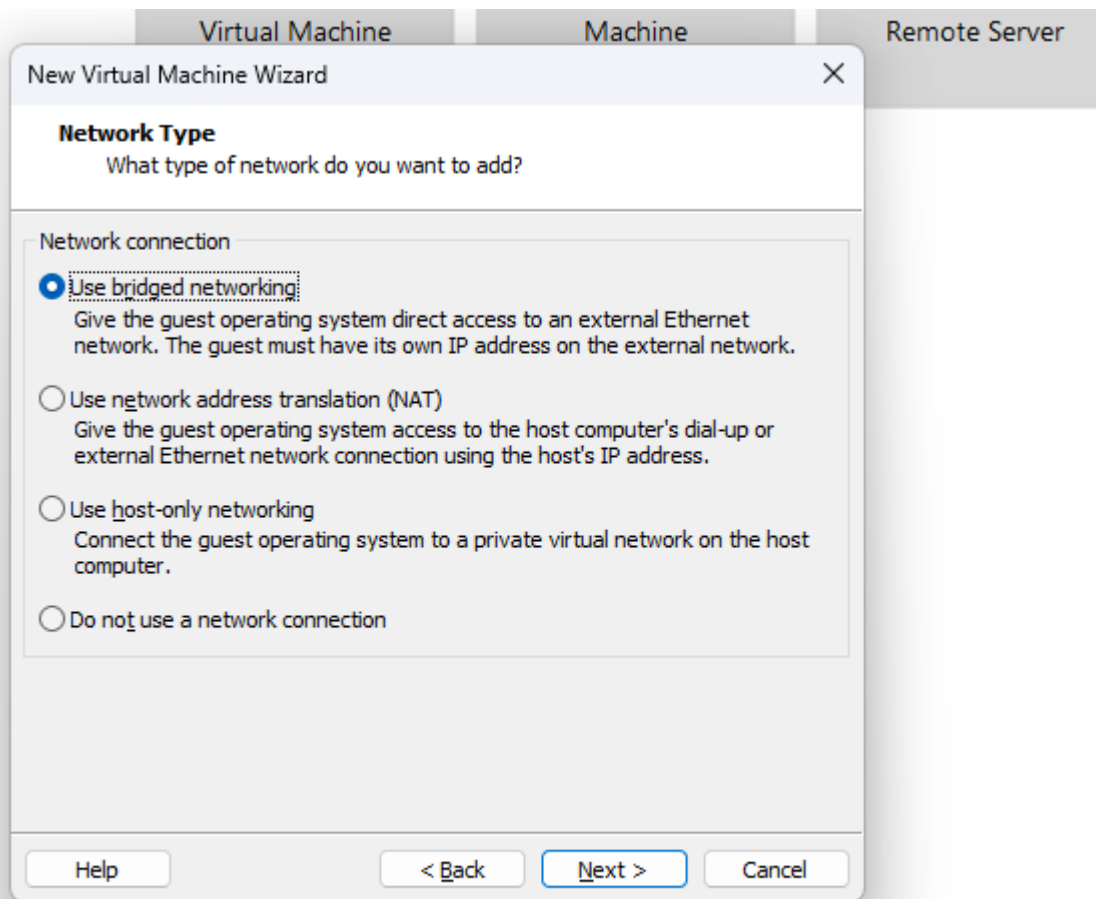 Virtual Machine
Machine
Remote Server
New Virtual Machine Wizard
Network Type
What type of network do you want to add?
Network connection
Use bridged networking
Give the guest operating system direct access to an external Ethernet
network. The guest must have its own IP address on the external network.
Use network address translation (NAT)
Give the guest operating system access to the host computer's dial-up or
external Ethernet network connection using the host's IP address.
Use host-only networking
Connect the guest operating system to a private virtual network on the host
computer.
Do not use a network connection
Help
< Back
Next >
Cancel